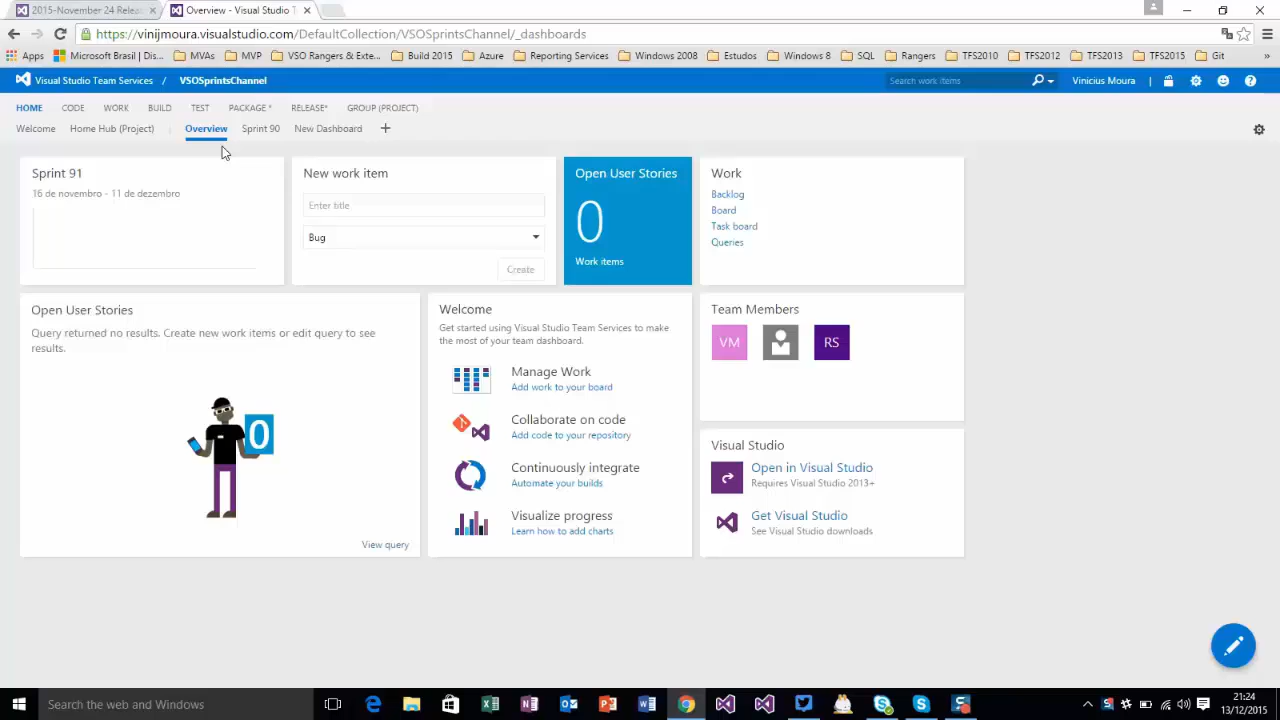 2015-November 24 Releas
Overview - Visual Studio T
https://vinijmoura.visualstudio.com/DefaultCollection/VSOSprintsChannel/_dashboards
Apps Microsoft Brasil | Dis... MVAs MVP VSO Rangers & Exte... Build 2015 Azure Reporting Services Windows 2008 Estudos Windows 8 SQL Rangers TFS2010 TFS2012 TFS2013 TFS2015 Git »
Visual Studio Team Services / VSOSprintsChannel
Search work items
Vinicius Moura
HOME CODE WORK BUILD TEST PACKAGE* RELEASE* GROUP (PROJECT)
Welcome Home Hub (Project) Overview Sprint 90 New Dashboard +
Sprint 91
16 de novembro - 11 de dezembro
New work item
Enter title
Bug
Create
Open User Stories
0
Work items
Work
Backlog
Board
Task board
Queries
Open User Stories
Query returned no results. Create new work items or edit query to see
results.
0
View query
Welcome
Get started using Visual Studio Team Services to make
the most of your team dashboard.
Manage Work
Add work to your board
Collaborate on code
Add code to your repository
Continuously integrate
Automate your builds
Visualize progress
Learn how to add charts
Team Members
VM
RS
Visual Studio
Open in Visual Studio
Requires Visual Studio 2013+
Get Visual Studio
See Visual Studio downloads
Search the web and Windows
21:24
13/12/2015